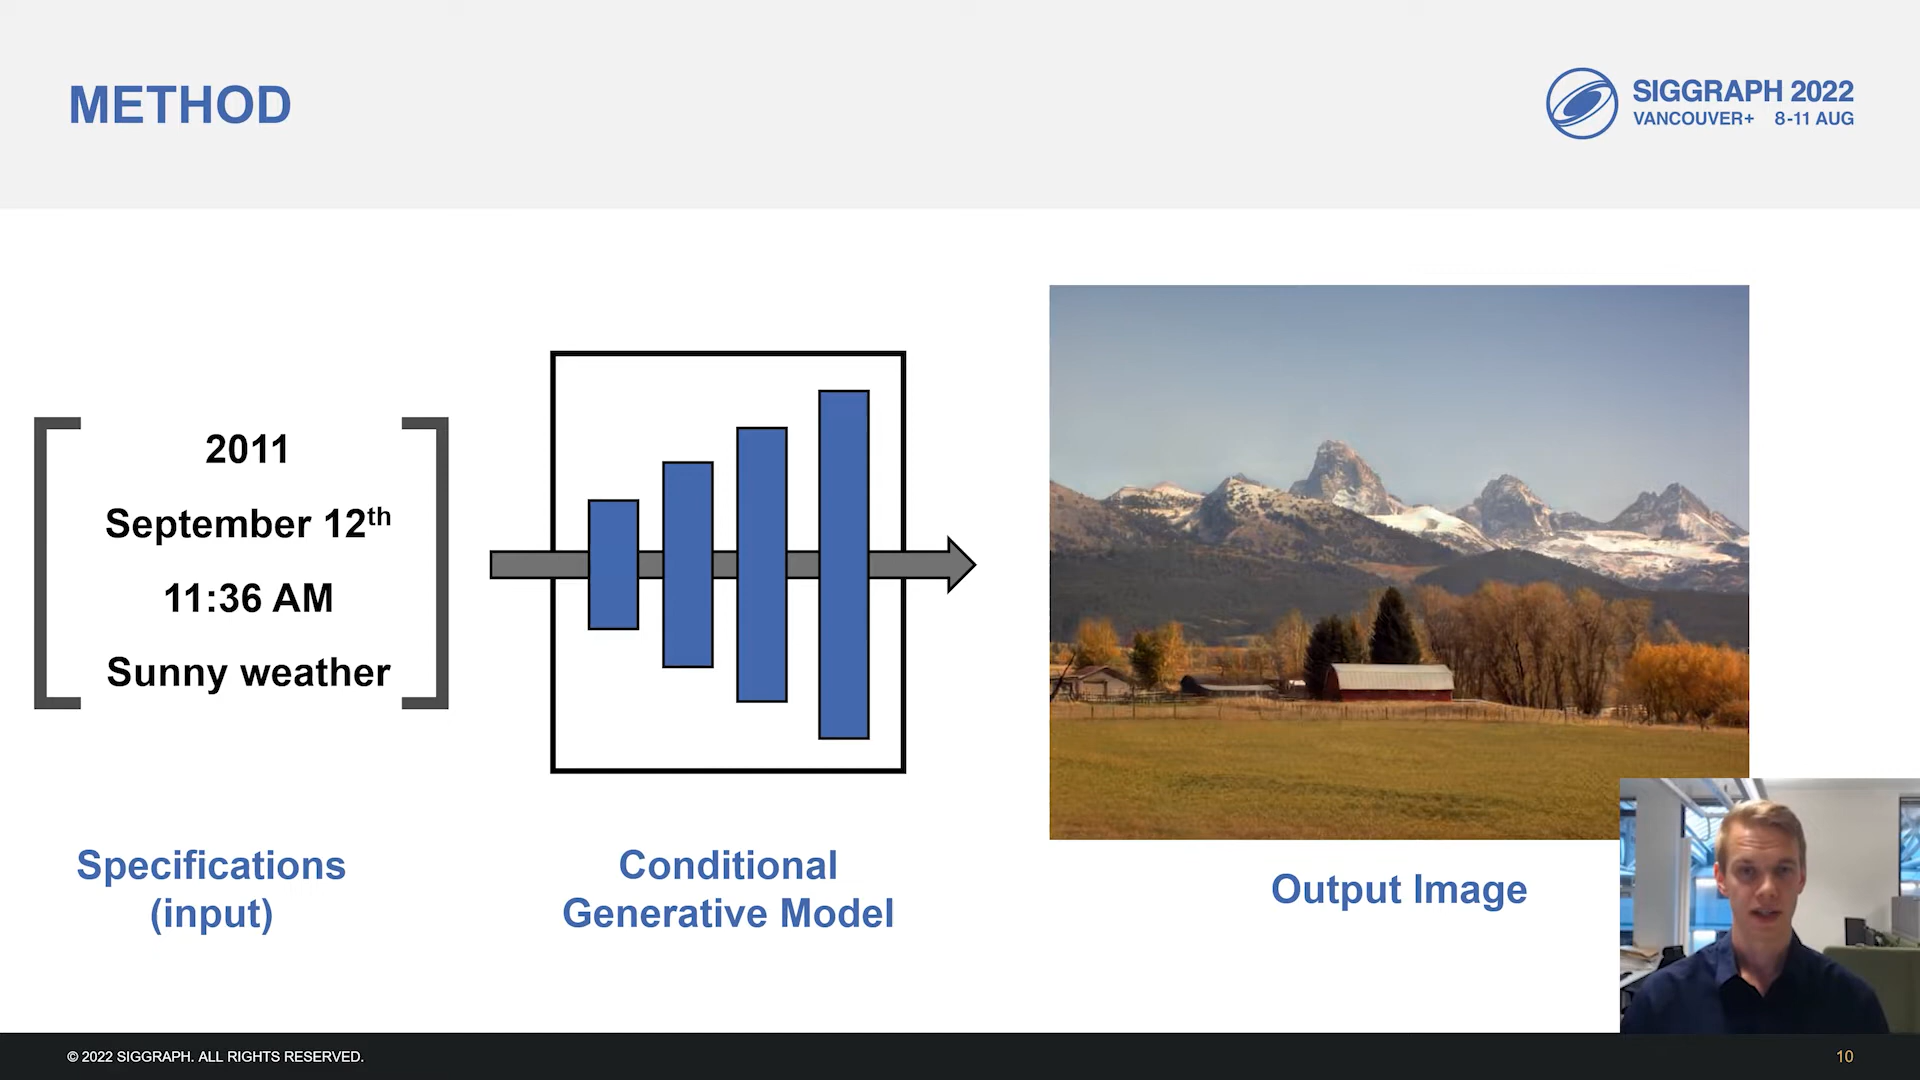 METHOD
SIGGRAPH 2022
VANCOUVER+ 8-11 AUG
2011
September 12th
11:36 AM
Sunny weather
Specifications
(input)
Conditional
Generative Model
Output Image
© 2022 SIGGRAPH. ALL RIGHTS RESERVED.
10